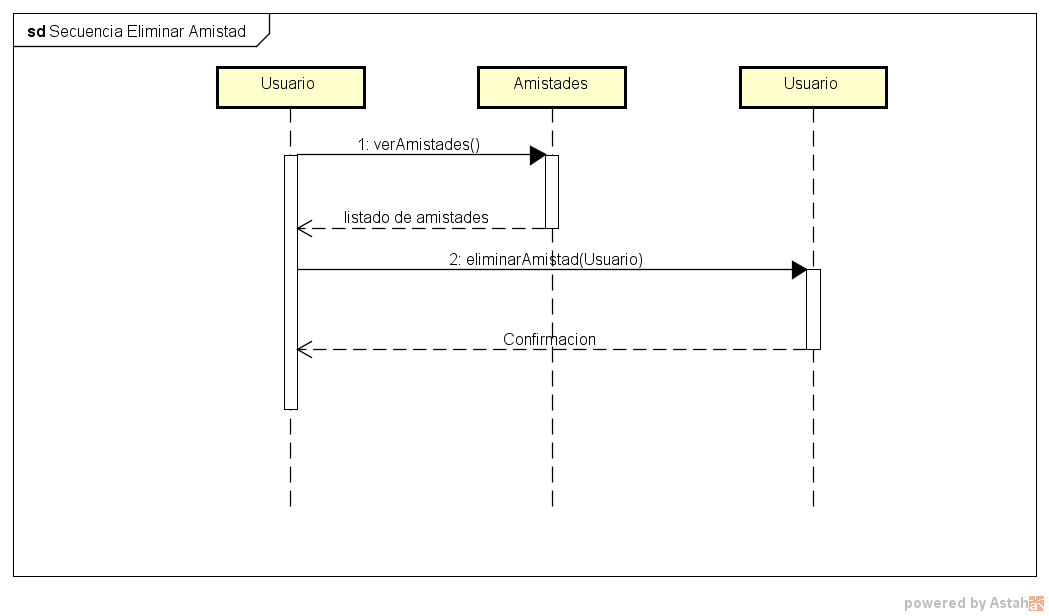 sd Secuencia Eliminar Amistad
Usuario
Amistades
Usuario
1: verAmistades()
listado de amistades
2: eliminarAmistad(Usuario)
Confirmacion
powered by Astah